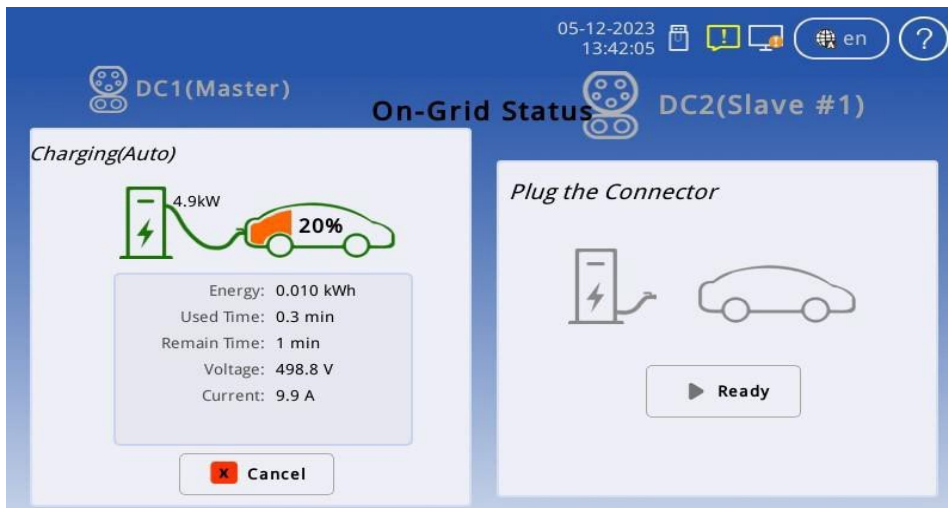 05-12-2023
13:42:05
en
?
DC1(Master)
On-Grid Status
DC2(Slave #1)
Charging(Auto)
4.9kW
20%
Energy: 0.010 kWh
Used Time: 0.3 min
Remain Time: 1 min
Voltage: 498.8 V
Current: 9.9 A
X Cancel
Plug the Connector
Ready